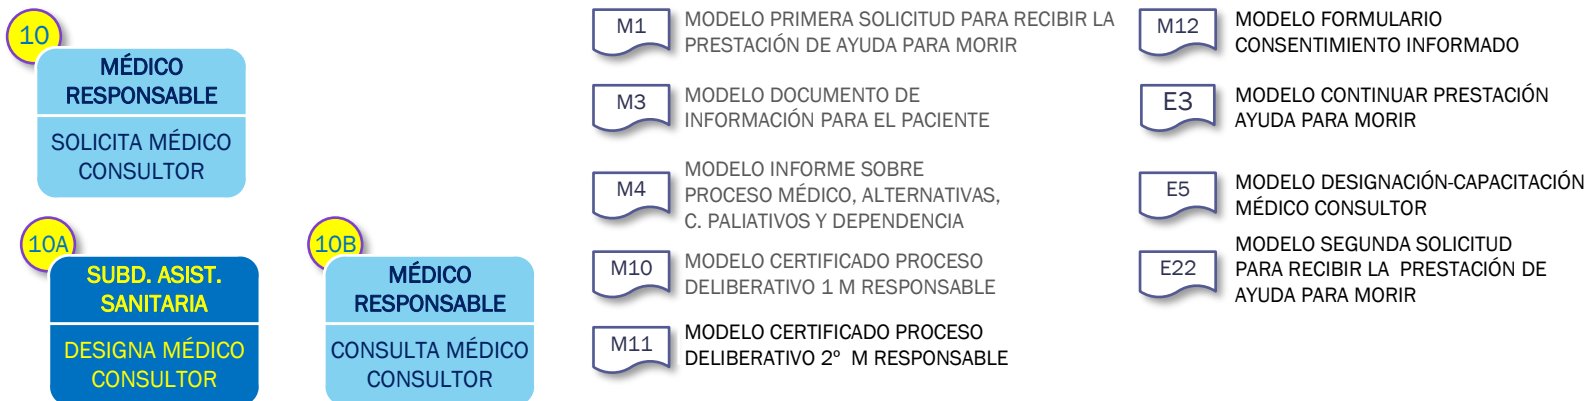 10
MÉDICO
RESPONSABLE
SOLICITA MÉDICO
CONSULTOR
10A
SUBD. ASIST.
SANITARIA
DESIGNA MÉDICO
CONSULTOR
10B
MÉDICO
RESPONSABLE
CONSULTA MÉDICO
CONSULTOR
M1
MODELO PRIMERA SOLICITUD PARA RECIBIR LA
PRESTACIÓN DE AYUDA PARA MORIR
M3
MODELO DOCUMENTO DE
INFORMACIÓN PARA EL PACIENTE
M4
MODELO INFORME SOBRE
PROCESO MÉDICO, ALTERNATIVAS,
C. PALIATIVOS Y DEPENDENCIA
M10
MODELO CERTIFICADO PROCESO
DELIBERATIVO 1 M RESPONSABLE
M11
MODELO CERTIFICADO PROCESO
DELIBERATIVO 2º M RESPONSABLE
M12
MODELO FORMULARIO
CONSENTIMIENTO INFORMADO
E3
MODELO CONTINUAR PRESTACIÓN
AYUDA PARA MORIR
E5
MODELO DESIGNACIÓN-CAPACITACIÓN
MÉDICO CONSULTOR
E22
MODELO SEGUNDA SOLICITUD
PARA RECIBIR LA PRESTACIÓN DE
AYUDA PARA MORIR